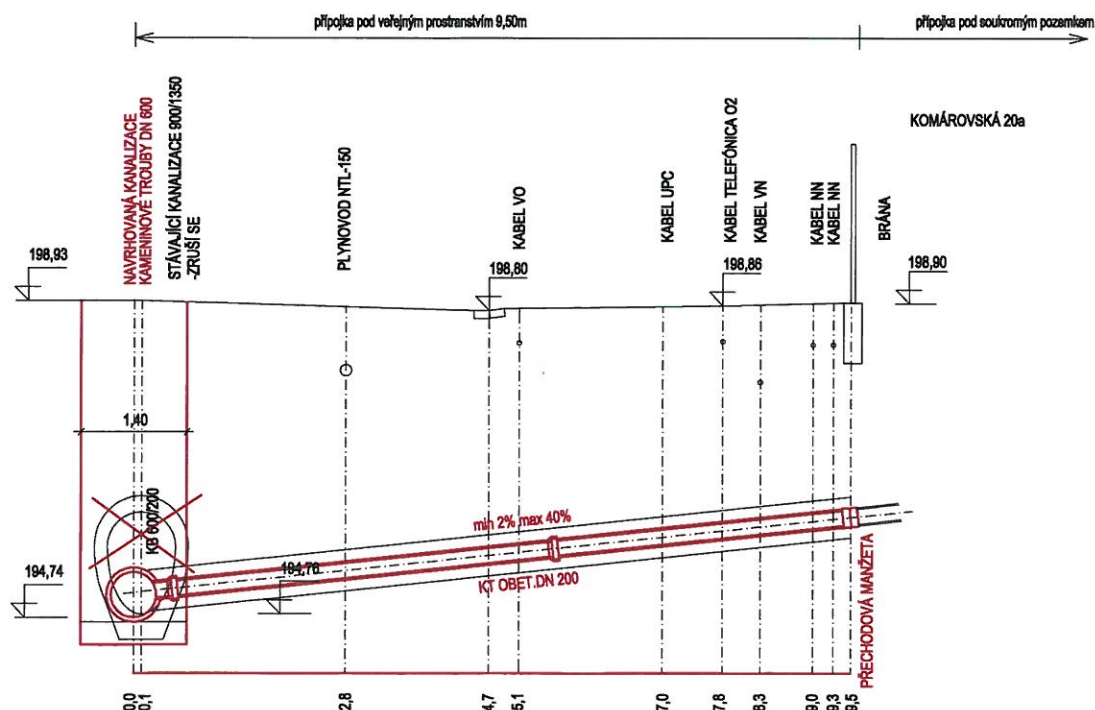 přípojka pod veřejným prostranstvím 9,50m
přípojka pod soukromým pozemkem
NAVRHOVANÁ KANALIZACE
KAMENINOVÉ TROUBY DN 600
STÁVAJÍCÍ KANALIZACE 900/1350
-ZRUŠÍ SE
PLYNOVOD NTL-150
KABEL VO
KABEL UPC
KABEL TELEFÓNICA O2
KABEL VN
KABEL NN
KABEL NN
BRÁNA
KOMÁROVSKÁ 20a
198,93
198,80
198,86
198,90
1,40
KB 600/200
min 2% max 40%
KT OBET.DN 200
194,74
194,76
PŘECHODOVÁ MANŽETA
0,0
0,1
2,8
4,7
5,1
7,0
7,8
8,3
9,0
9,3
9,5